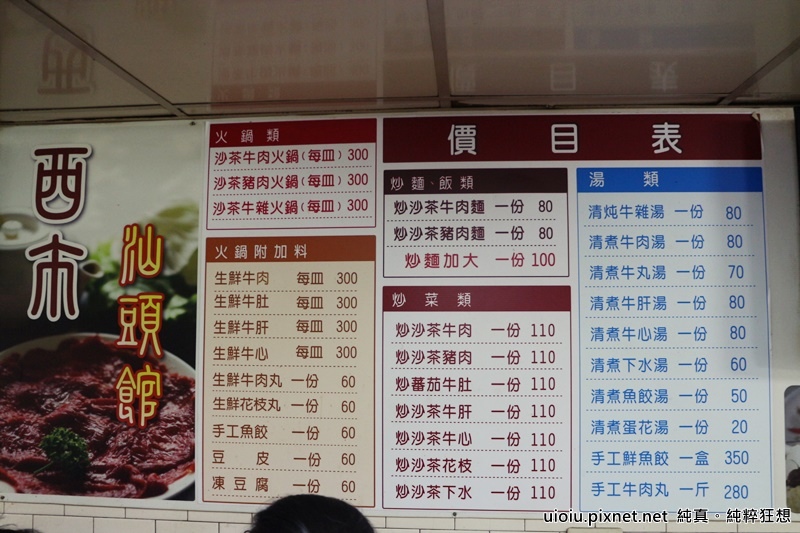 西市
汕頭館
火鍋類
沙茶牛肉火鍋(每皿) 300
沙茶豬肉火鍋(每皿) 300
沙茶牛雜火鍋(每皿) 300
火鍋附加料
生鮮牛肉 每皿 300
生鮮牛肚 每皿 300
生鮮牛肝 每皿 300
生鮮牛心 每皿 300
生鮮牛肉丸 一份 60
生鮮花枝丸 一份 60
手工魚餃 一份 60
豆皮 一份 60
凍豆腐 一份 60
價目表
炒麵、飯類
炒沙茶牛肉麵 一份 80
炒沙茶豬肉麵 一份 80
炒麵加大 一份 100
炒菜類
炒沙茶牛肉 一份 110
炒沙茶豬肉 一份 110
炒蕃茄牛肚 一份 110
炒沙茶牛肝 一份 110
炒沙茶牛心 一份 110
炒沙茶花枝 一份 110
炒沙茶下水 一份 110
湯類
清炖牛雜湯 一份 80
清煮牛肉湯 一份 80
清煮牛丸湯 一份 70
清煮牛肝湯 一份 80
清煮牛心湯 一份 80
清煮下水湯 一份 60
清煮魚餃湯 一份 50
清煮蛋花湯 一份 20
手工鮮魚餃 一盒 350
手工牛肉丸 一斤 280
uioiu.pixnet.net 純真。純粹狂想